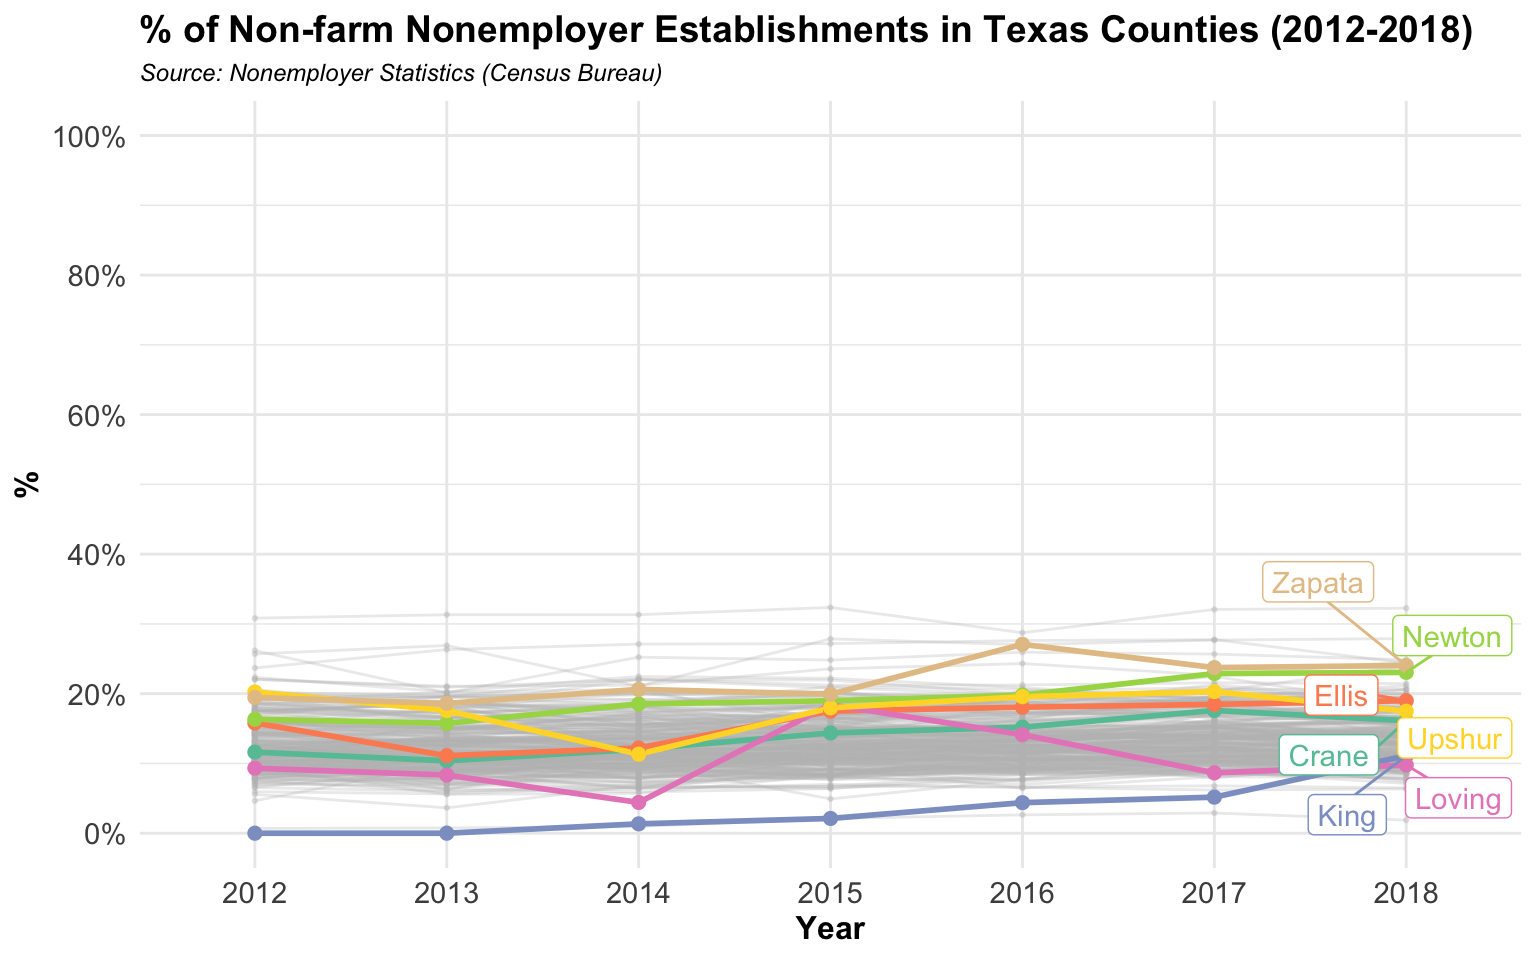 % of Non-farm Nonemployer Establishments in Texas Counties (2012-2018)
Source: Nonemployer Statistics (Census Bureau)
100%
80%
60%
40%
20%
0%
%
Zapata
Newton
Ellis
Upshur
Crane
Loving
King
2012 2013 2014 2015 2016 2017 2018
Year